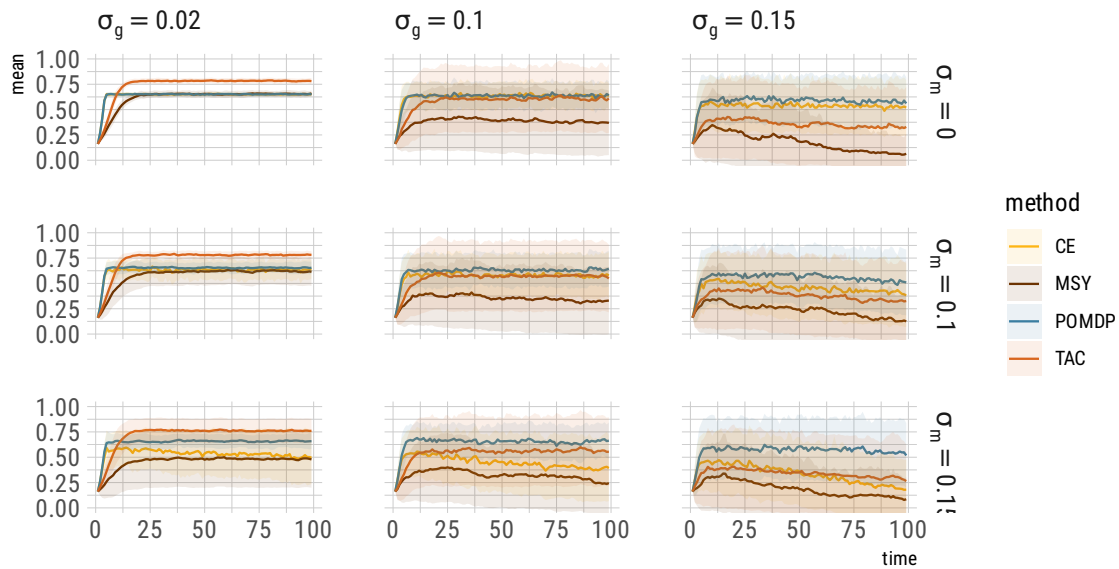 σg = 0.02
σg = 0.1
σg = 0.15
mean
1.00
0.75
0.50
0.25
0.00
σm = 0
1.00
0.75
0.50
0.25
0.00
σm = 0.1
1.00
0.75
0.50
0.25
0.00
σm = 0.15
0 25 50 75 100
0 25 50 75 100
0 25 50 75 100
time
method
CE
MSY
POMDP
TAC